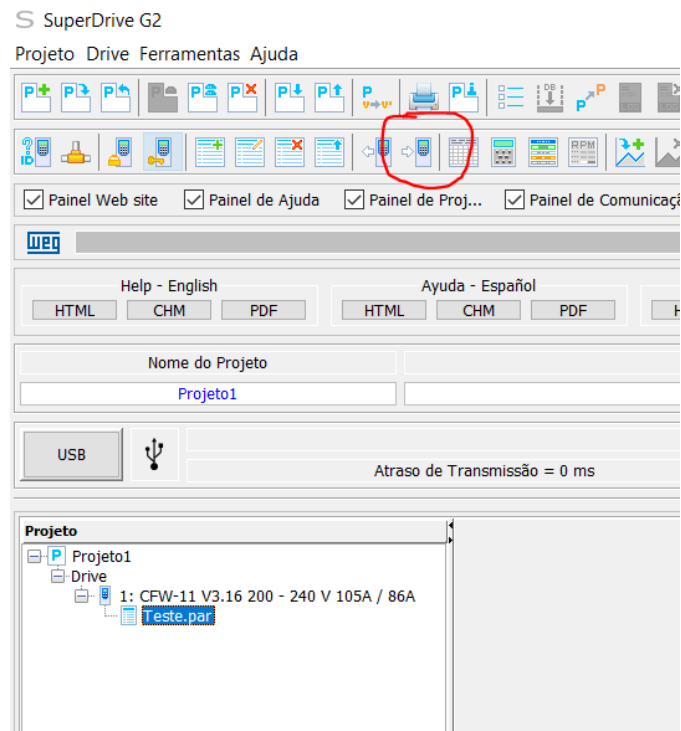 SuperDrive G2
Projeto Drive Ferramentas Ajuda
Painel Web site Painel de Ajuda Painel de Proj... Painel de Comunicaçã
WEG
Help - English Ayuda - Español
HTML CHM PDF HTML CHM PDF H
Nome do Projeto
Projeto1
USB
Atraso de Transmissão = 0 ms
Projeto
Projeto1
Drive
1: CFW-11 V3.16 200 - 240 V 105A / 86A
Teste.par